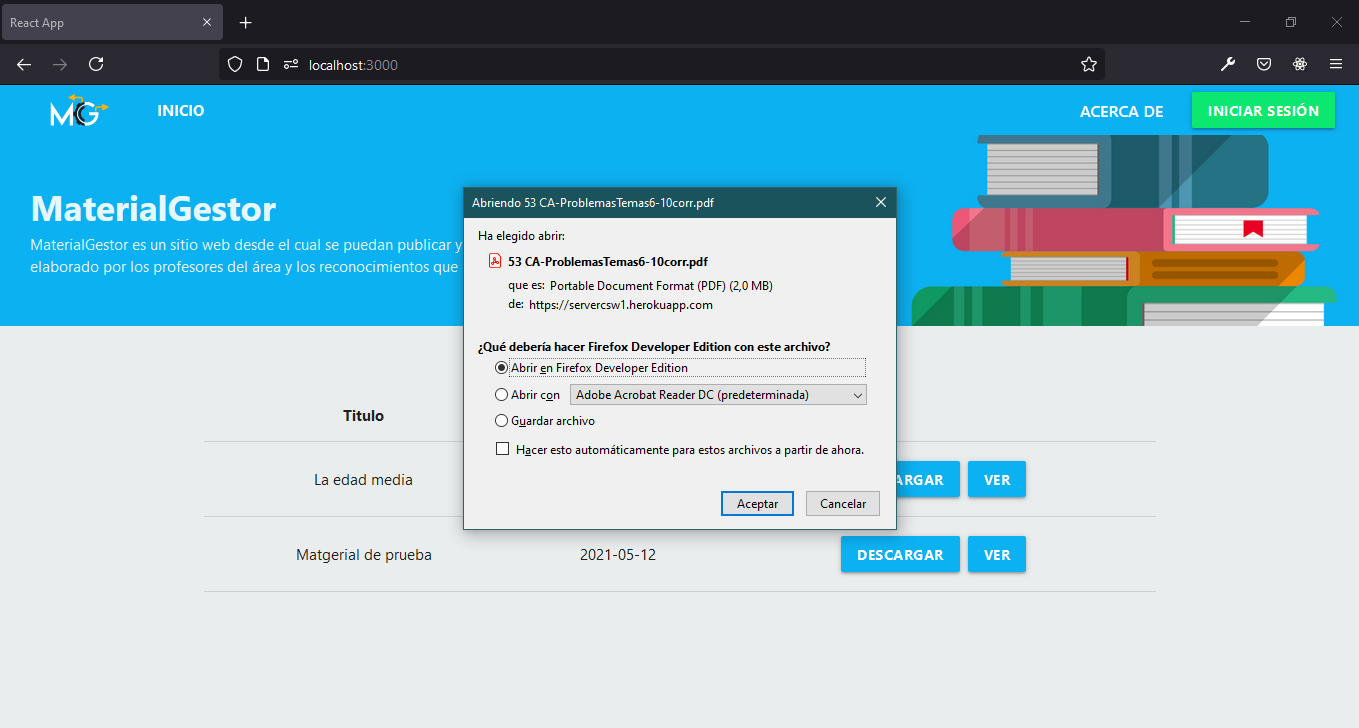 React App
localhost:3000
MG
INICIO
ACERCA DE
INICIAR SESIÓN
MaterialGestor
MaterialGestor es un sitio web desde el cual se puedan publicar y
elaborado por los profesores del área y los reconocimientos que
Abriendo 53 CA-ProblemasTemas6-10corr.pdf
Ha elegido abrir:
53 CA-ProblemasTemas6-10corr.pdf
que es: Portable Document Format (PDF) (2,0 MB)
de: https://servercsw1.herokuapp.com
¿Qué debería hacer Firefox Developer Edition con este archivo?
Abrir en Firefox Developer Edition
Abrir con Adobe Acrobat Reader DC (predeterminada)
Guardar archivo
Hacer esto automáticamente para estos archivos a partir de ahora.
Aceptar Cancelar
Titulo
La edad media ARGAR VER
Matgerial de prueba 2021-05-12 DESCARGAR VER